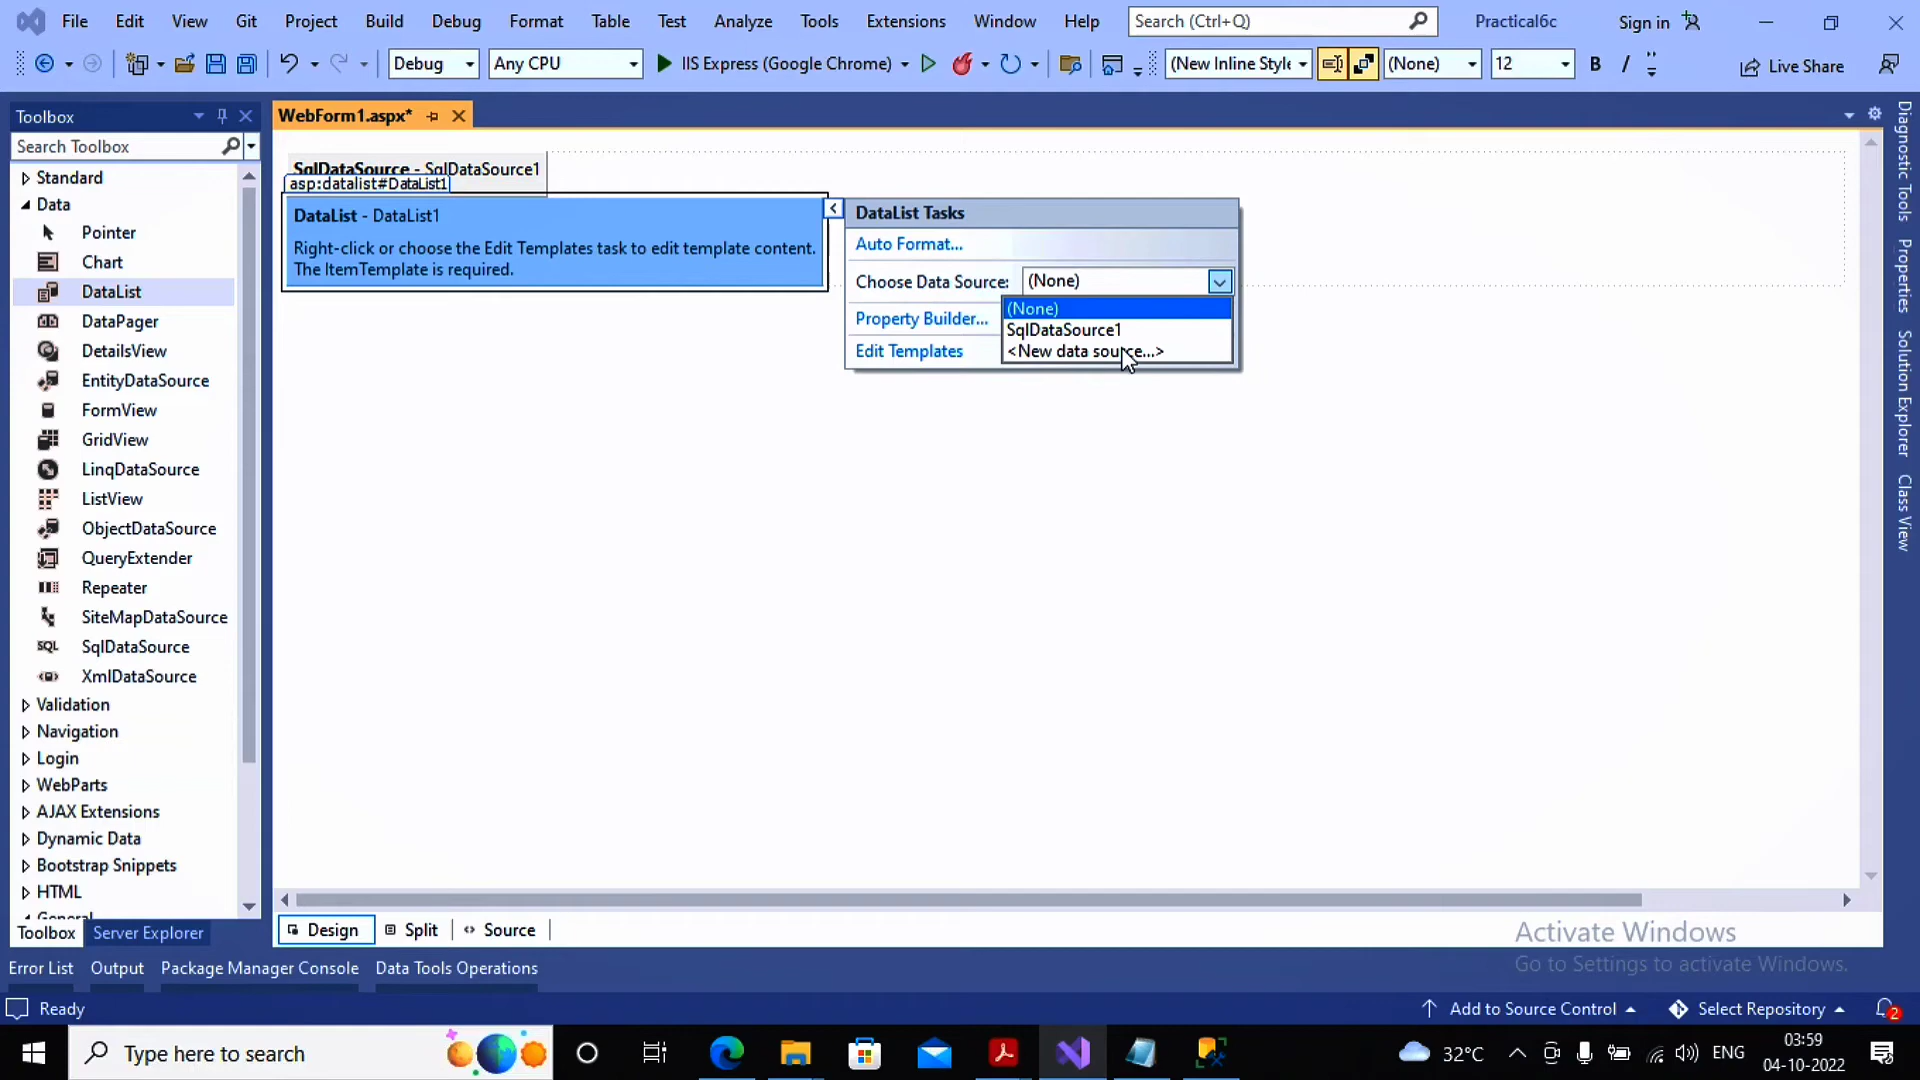 File Edit View Git Project Build Debug Format Table Test Analyze Tools Extensions Window Help Search (Ctrl+Q) Practical6c Sign in
Debug Any CPU IIS Express (Google Chrome) (New Inline Style (None) 12 B I Live Share
Toolbox
WebForm1.aspx*
Search Toolbox
Standard
Data
Pointer
Chart
DataList
DataPager
DetailsView
EntityDataSource
FormView
GridView
LinqDataSource
ListView
ObjectDataSource
QueryExtender
Repeater
SiteMapDataSource
SQL SqlDataSource
XmlDataSource
Validation
Navigation
Login
WebParts
AJAX Extensions
Dynamic Data
Bootstrap Snippets
HTML
General
Toolbox Server Explorer
SqlDataSource - SqlDataSource1
asp:datalist#DataList1
DataList - DataList1
Right-click or choose the Edit Templates task to edit template content.
The ItemTemplate is required.
DataList Tasks
Auto Format...
Choose Data Source: (None)
(None)
SqlDataSource1
<New data source...>
Property Builder...
Edit Templates
Diagnostic Tools
Properties
Solution Explorer
Class View
Design Split Source
Activate Windows
Go to Settings to activate Windows.
Error List Output Package Manager Console Data Tools Operations
Ready Add to Source Control Select Repository 2
Type here to search 32°C ENG 03:59
04-10-2022